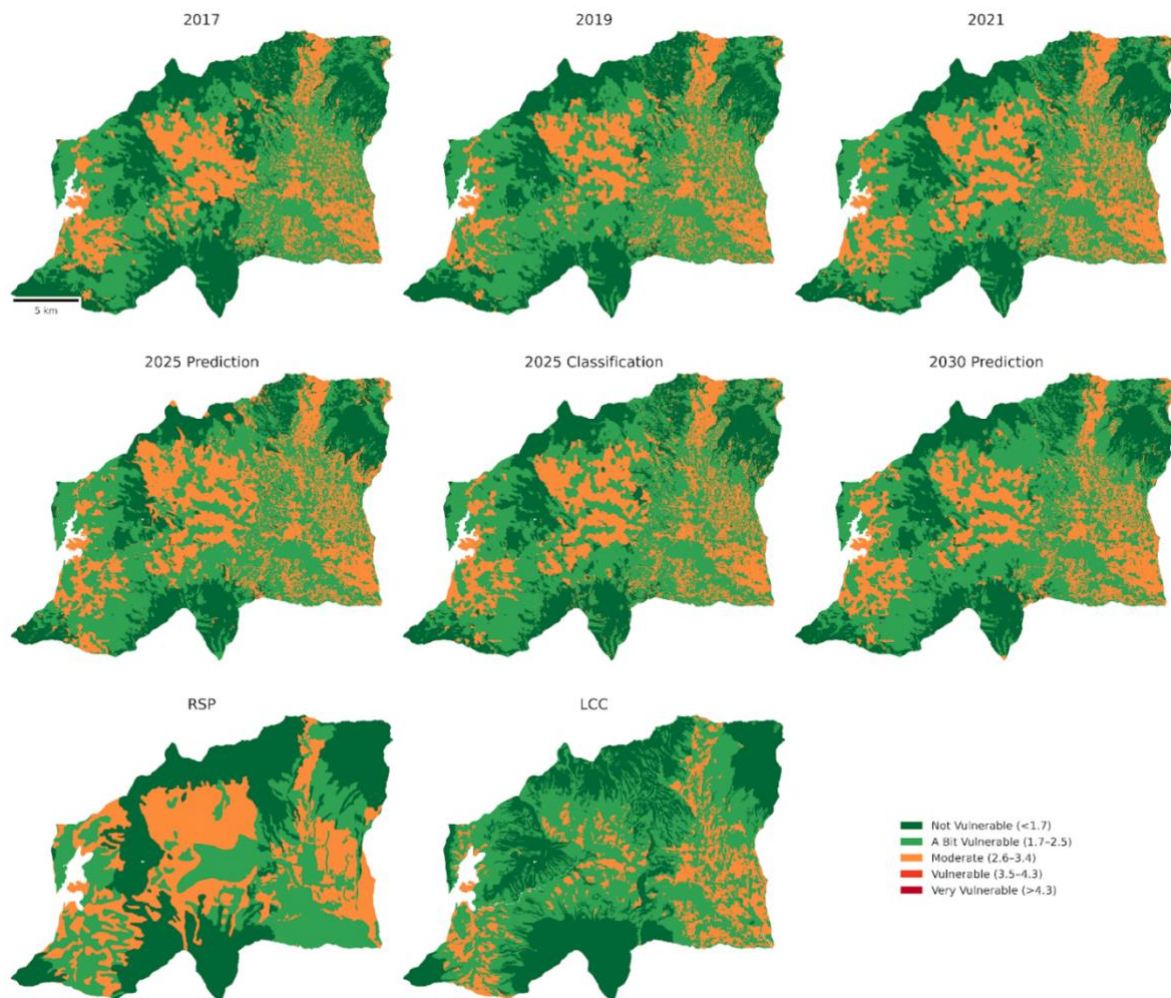 2017
2019
2021
5 km
2025 Prediction
2025 Classification
2030 Prediction
RSP
LCC
Not Vulnerable (<1.7)
A Bit Vulnerable (1.7–2.5)
Moderate (2.6–3.4)
Vulnerable (3.5–4.3)
Very Vulnerable (>4.3)